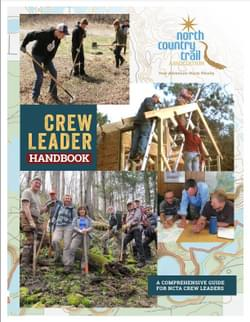 north
country
trail
ASSOCIATION
CREW
LEADER
HANDBOOK
A COMPREHENSIVE GUIDE
FOR NCTA CREW LEADERS